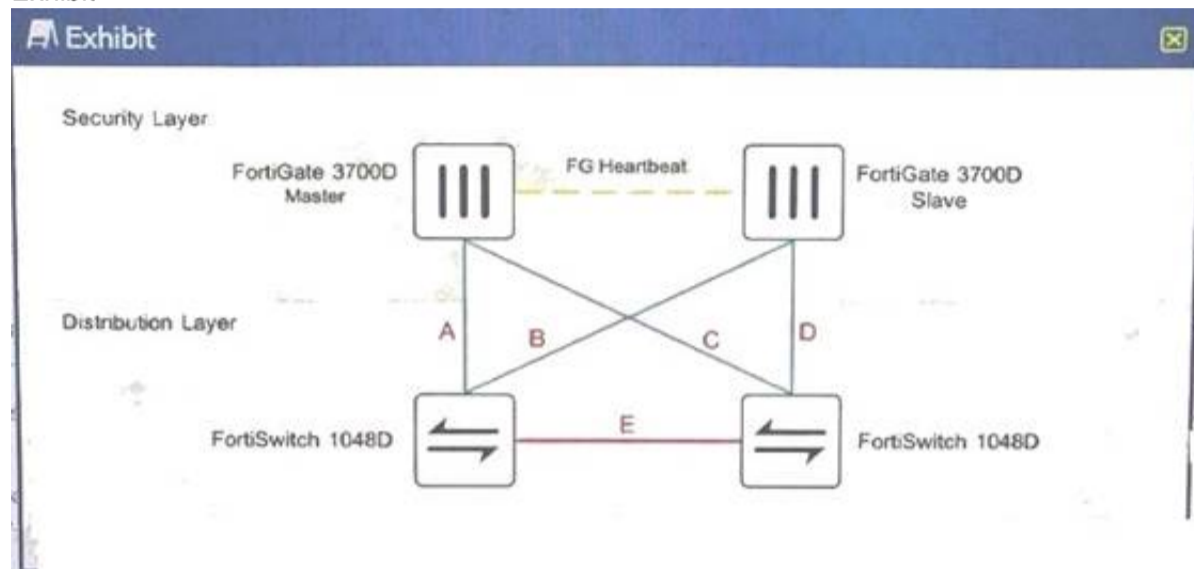 Exhibit
Security Layer
FortiGate 3700D
Master
FG Heartbeat
FortiGate 3700D
Slave
Distribution Layer
A
B
C
D
FortiSwitch 1048D
E
FortiSwitch 1048D